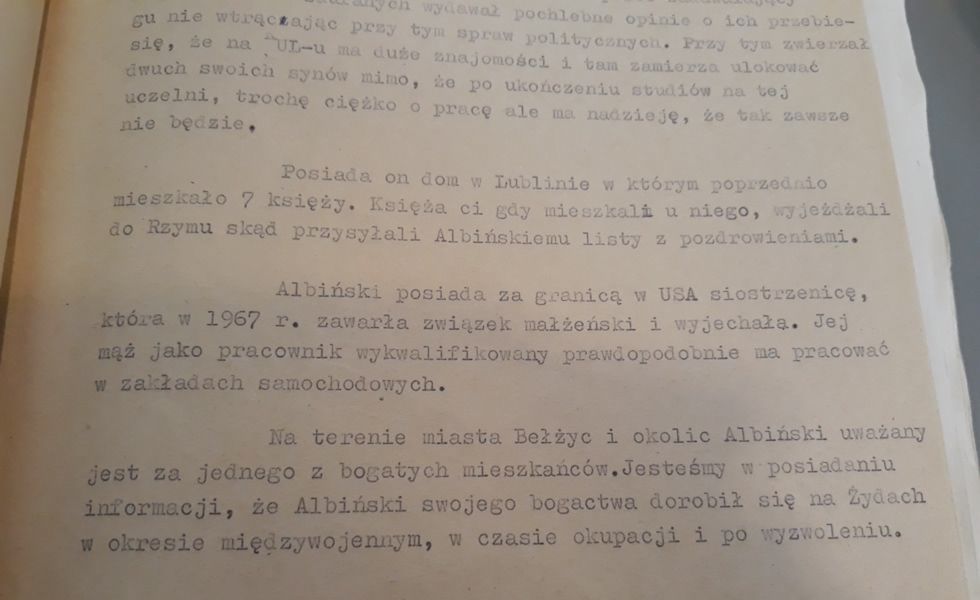 wydawał pochlebne opinie o ich przebie-
gu nie wtrączając przy tym spraw politycznych. Przy tym zwierzał
się, że na UL-u ma duże znajomości i tam zamierza ulokować
dwuch swoich synów mimo, że po ukończeniu studiów na tej
uczelni, trochę ciężko o pracę ale ma nadzieję, że tak zawsze
nie będzie.
Posiada on dom w Lublinie w którym poprzednio
mieszkało 7 księży. Księża ci gdy mieszkali u niego, wyjeżdżali
do Rzymu skąd przysyłali Albińskiemu listy z pozdrowieniami.
Albiński posiada za granicą w USA siostrzenicę,
która w 1967 r. zawarła związek małżeński i wyjechała. Jej
mąż jako pracownik wykwalifikowany prawdopodobnie ma pracować
w zakładach samochodowych.
Na terenie miasta Bełżyc i okolic Albiński uważany
jest za jednego z bogatych mieszkańców.Jesteśmy w posiadaniu
informacji, że Albiński swojego bogactwa dorobił się na Żydach
w okresie międzywojennym, w czasie okupacji i po wyzwoleniu.